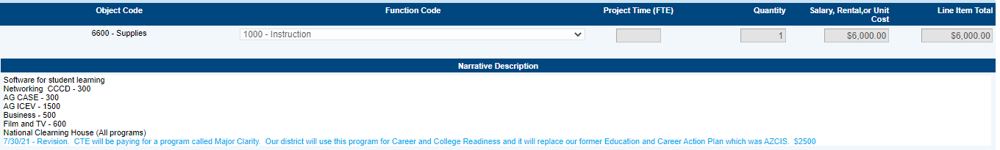 Object Code Function Code Project Time (FTE) Quantity Salary, Rental,or Unit Cost Line Item Total
6600 - Supplies 1000 - Instruction 1 $6,000.00 $6,000.00
Narrative Description
Software for student learning
Networking  CCCD - 300
AG CASE - 300
AG ICEV - 1500
Business - 500
Film and TV - 600
National Clearning House (All programs)
7/30/21 - Revision.  CTE will be paying for a program called Major Clarity.  Our district will use this program for Career and College Readiness and it will replace our former Education and Career Action Plan which was AZCIS.  $2500